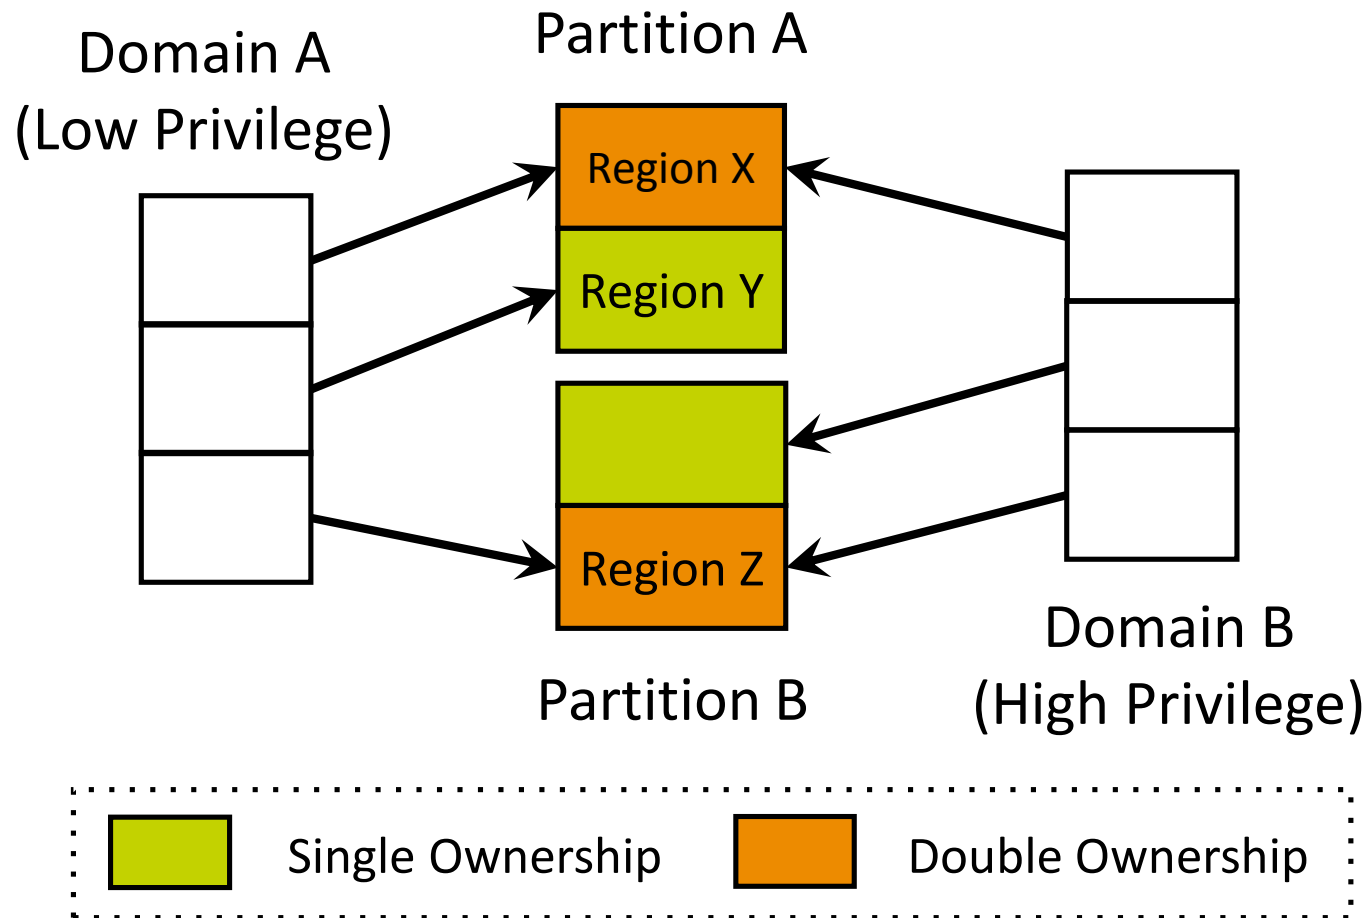 Domain A
(Low Privilege)
Partition A
Region X
Region Y
Region Z
Partition B
Domain B
(High Privilege)
Single Ownership
Double Ownership